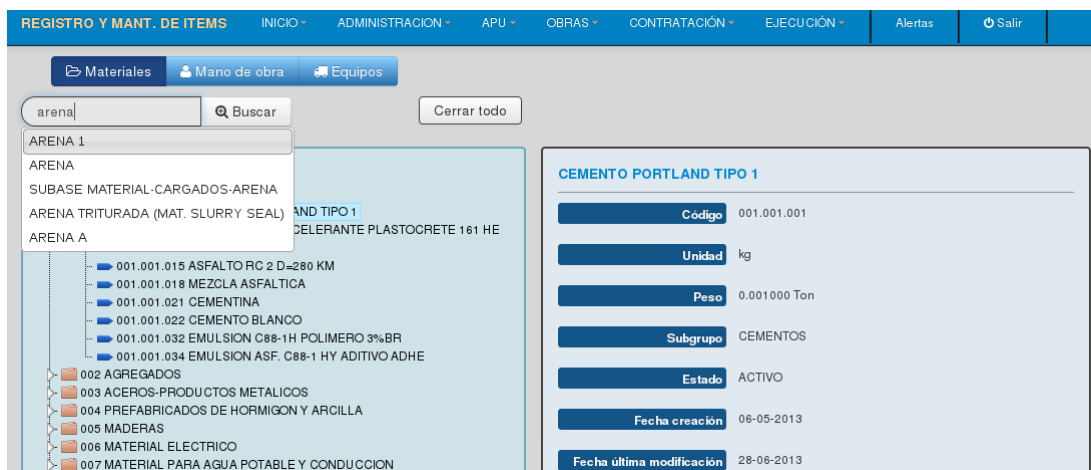 REGISTRO Y MANT. DE ITEMS INICIO ADMINISTRACION APU OBRAS CONTRATACIÓN EJECUCIÓN Alertas Salir
Materiales Mano de obra Equipos
arena Buscar Cerrar todo
ARENA 1
ARENA
SUBASE MATERIAL-CARGADOS-ARENA
ARENA TRITURADA (MAT. SLURRY SEAL)
ARENA A
AND TIPO 1
CELERANTE PLASTOCRETE 161 HE
001.001.015 ASFALTO RC 2 D=280 KM
001.001.018 MEZCLA ASFALTICA
001.001.021 CEMENTINA
001.001.022 CEMENTO BLANCO
001.001.032 EMULSION C88-1H POLIMERO 3%BR
001.001.034 EMULSION ASF. C88-1 HY ADITIVO ADHE
002 AGREGADOS
003 ACEROS-PRODUCTOS METALICOS
004 PREFABRICADOS DE HORMIGON Y ARCILLA
005 MADERAS
006 MATERIAL ELECTRICO
007 MATERIAL PARA AGUA POTABLE Y CONDUCCION
CEMENTO PORTLAND TIPO 1
Código 001.001.001
Unidad kg
Peso 0.001000 Ton
Subgrupo CEMENTOS
Estado ACTIVO
Fecha creación 06-05-2013
Fecha última modificación 28-06-2013